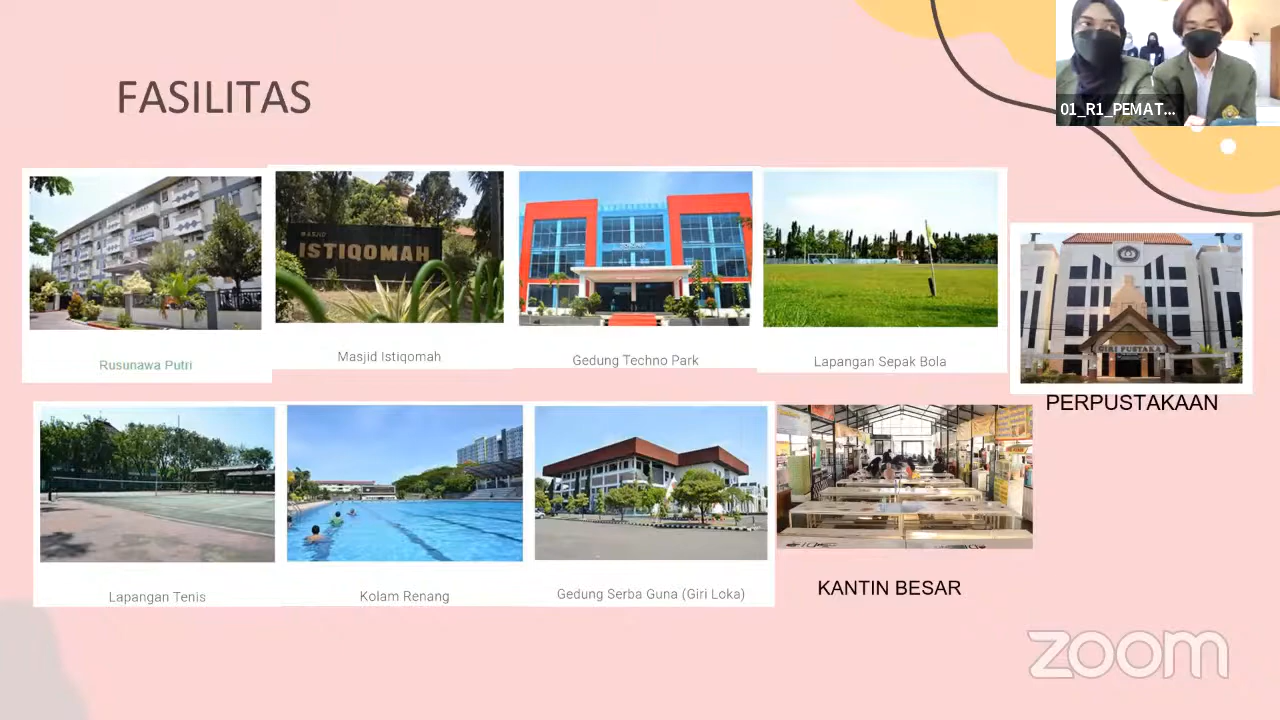 FASILITAS
01_R1_PEMAT...
MASJID
ISTIQOMAH
GIRI PUSTAKA
Rusunawa Putri
Masjid Istiqomah
Gedung Techno Park
Lapangan Sepak Bola
PERPUSTAKAAN
Lapangan Tenis
Kolam Renang
Gedung Serba Guna (Giri Loka)
KANTIN BESAR
zoom